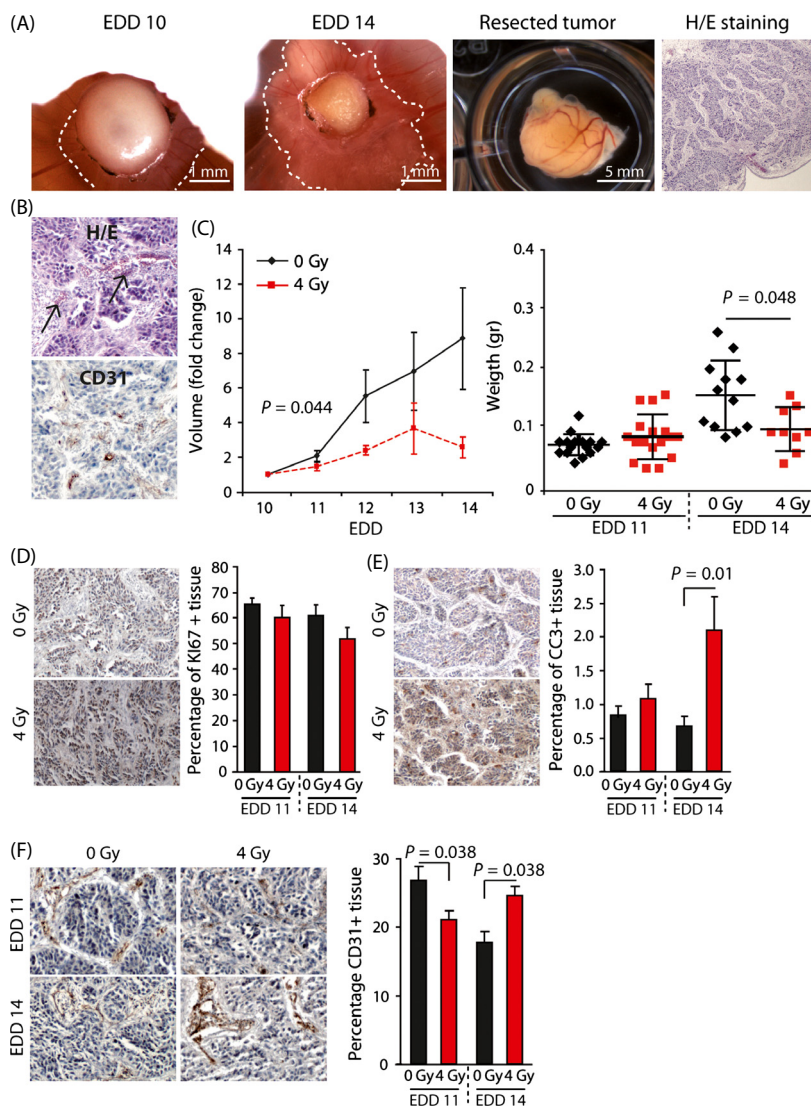 (A) EDD 10 EDD 14 Resected tumor H/E staining
1 mm 1 mm 5 mm
(B) H/E
CD31
(C)
Volume (fold change)
14
12
10
8
6
4
2
0
0 Gy
4 Gy
P = 0.044
10 11 12 13 14
EDD
Weigth (gr)
0.4
0.3
0.2
0.1
0
P = 0.048
0 Gy 4 Gy 0 Gy 4 Gy
EDD 11 EDD 14
(D)
0 Gy
4 Gy
Percentage of KI67 + tissue
80
70
60
50
40
30
20
10
0
0 Gy 4 Gy 0 Gy 4 Gy
EDD 11 EDD 14
(E)
0 Gy
4 Gy
Percentage of CC3+ tissue
3.0
2.5
2.0
1.5
1.0
0.5
0.0
P = 0.01
0 Gy 4 Gy 0 Gy 4 Gy
EDD 11 EDD 14
(F) 0 Gy 4 Gy
EDD 11
EDD 14
Percentage CD31+ tissue
30
20
10
0
P = 0.038
P = 0.038
0 Gy 4 Gy 0 Gy 4 Gy
EDD 11 EDD 14